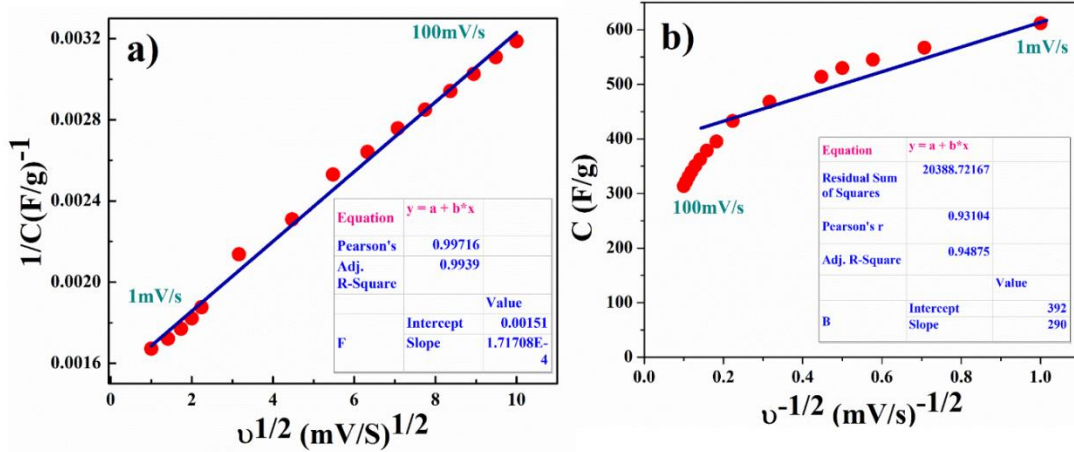 a)
100mV/s
1mV/s
1/C(F/g)-1
0.0032
0.0028
0.0024
0.0020
0.0016
Equation y = a + b*x
Pearson's 0.99716
Adj. 0.9939
R-Square
Value
Intercept 0.00151
F Slope 1.71708E-
4
0 2 4 6 8 10
υ1/2 (mV/S)1/2
b)
1mV/s
100mV/s
C (F/g)
600
500
400
300
200
100
0
Equation y = a + b*x
Residual Sum 20388.72167
of Squares
Pearson's r 0.93104
Adj. R-Square 0.94875
Value
Intercept 392
B Slope 290
0.0 0.2 0.4 0.6 0.8 1.0
υ-1/2 (mV/s)-1/2